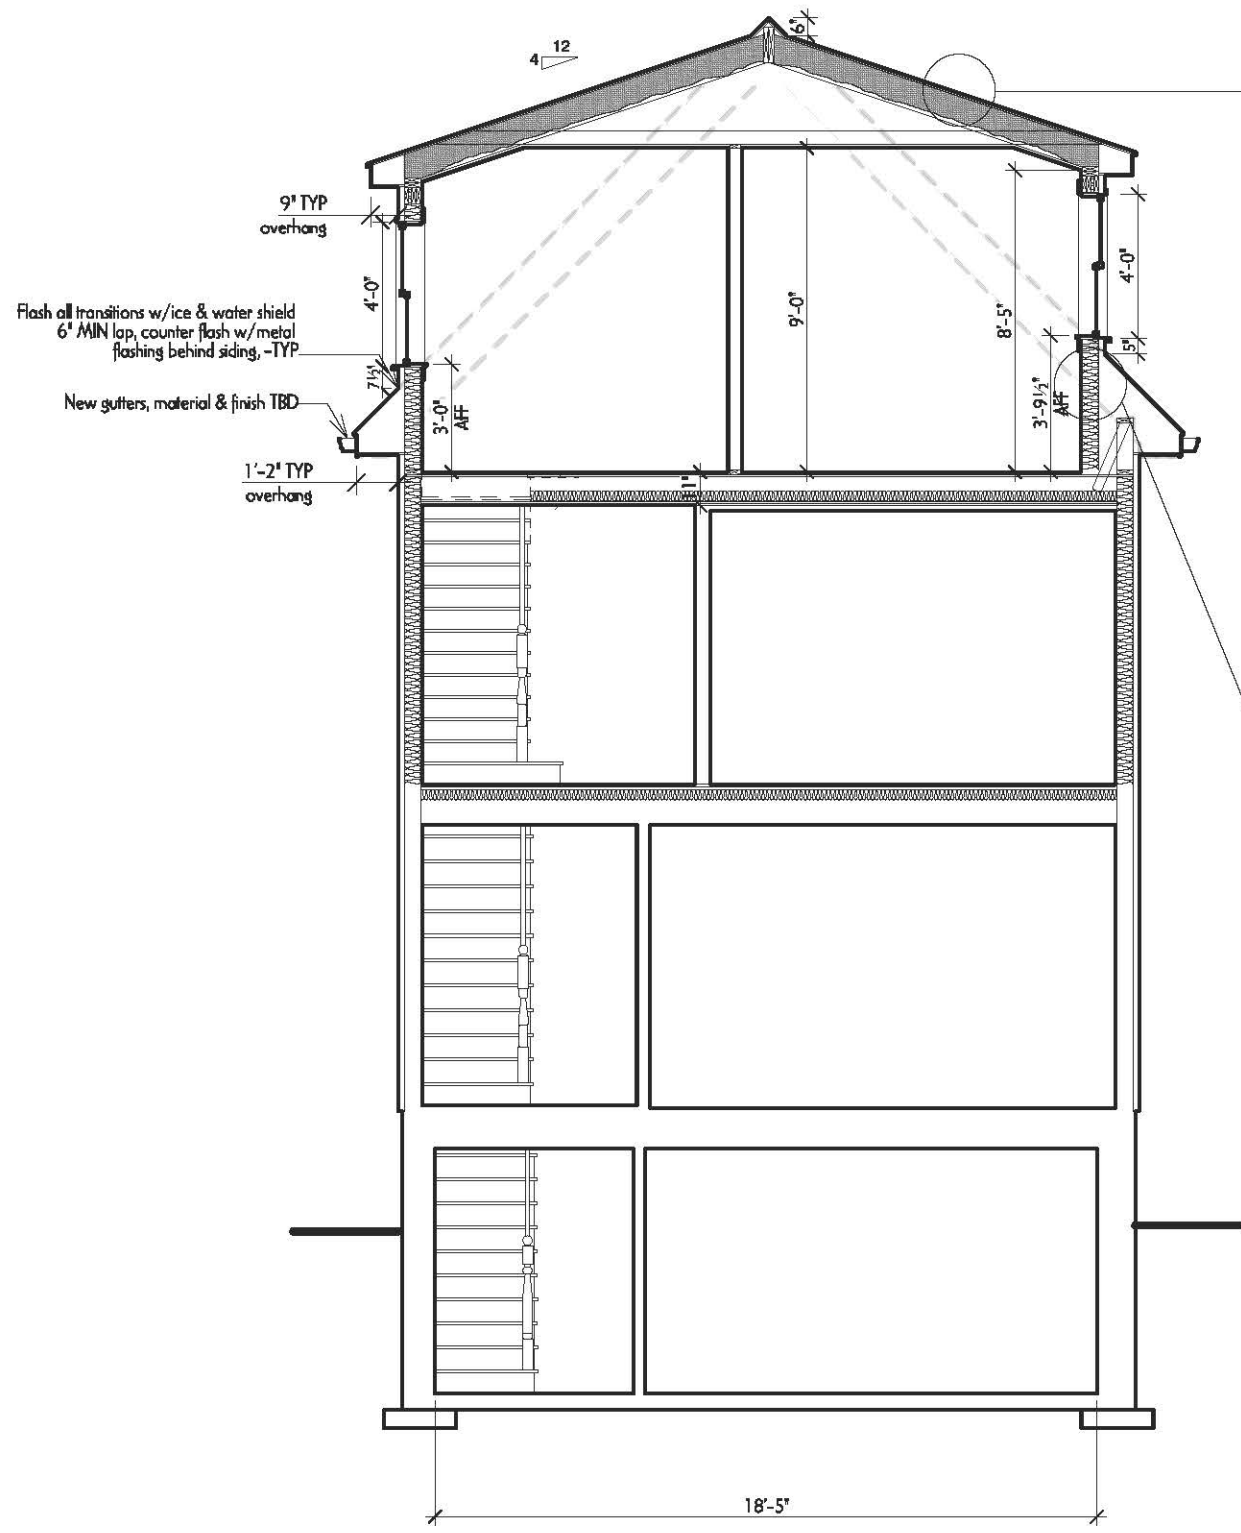 6"
12
4
9" TYP
overhang
4'-0"
9'-0"
8'-5"
4'-0"
Flash all transitions w/ice & water shield
6" MIN lap, counter flash w/metal
flashing behind siding, -TYP
7½"
5"
New gutters, material & finish TBD
3'-0"
AFF
3'-9½"
AFF
1'-2" TYP
overhang
11"
18'-5"